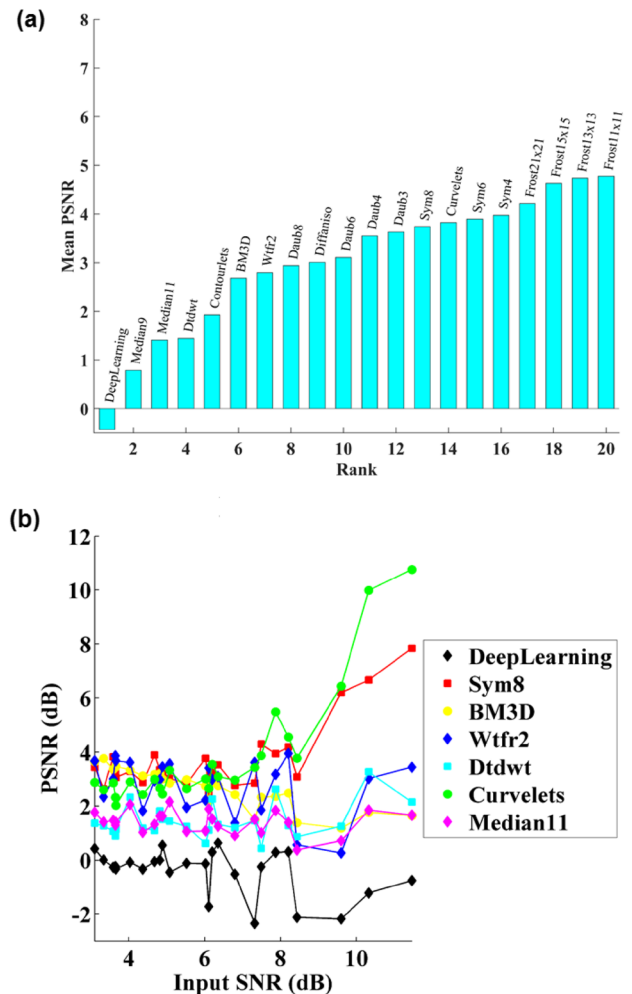 (a)
8
7
6
5
4
3
2
1
0
Mean PSNR
DeepLearning
Median9
Median11
Dtdwt
Contourlets
BM3D
Wtfr2
Daub8
Diffaniso
Daub6
Daub4
Daub3
Sym8
Curvelets
Sym6
Sym4
Frost21x21
Frost15x15
Frost13x13
Frost11x11
2 4 6 8 10 12 14 16 18 20
Rank
(b)
12
10
8
6
4
2
0
-2
PSNR (dB)
4 6 8 10
Input SNR (dB)
DeepLearning
Sym8
BM3D
Wtfr2
Dtdwt
Curvelets
Median11